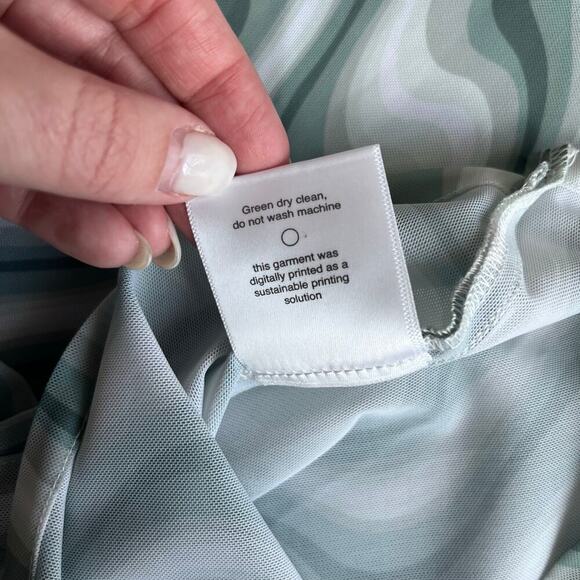 Green dry clean,
do not wash machine
this garment was
digitally printed as a
sustainable printing
solution